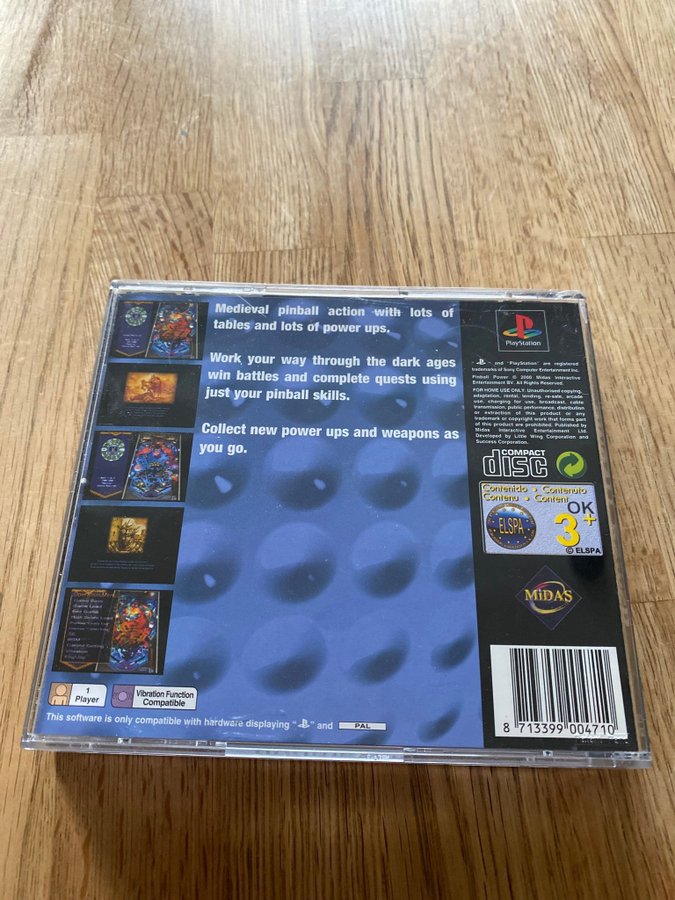 Medieval pinball action with lots of
tables and lots of power ups.
Work your way through the dark ages
win battles and complete quests using
just your pinball skills.
Collect new power ups and weapons as
you go.
1
Player
Vibration Function
Compatible
This software is only compatible with hardware displaying " " and PAL
PlayStation
" " and "PlayStation" are registered
trademarks of Sony Computer Entertainment Inc.
Pinball Power © 2000 Midas Interactive
Entertainment BV. All Rights Reserved.
FOR HOME USE ONLY: Unauthorised copying,
adaptation, rental, lending, re-sale, arcade
use, charging for use, broadcast, cable
transmission, public performance, distribution
or extraction of this product or any
trademark or copyright work that forms part
of this product are prohibited. Published by
Midas Interactive Entertainment Ltd.
Developed by Little Wing Corporation and
Success Corporation.
COMPACT
disc
Contenido • Contenuto
Contenu • Content
ELSPA
OK
3+
© ELSPA
MiDAS
8 713399 004710